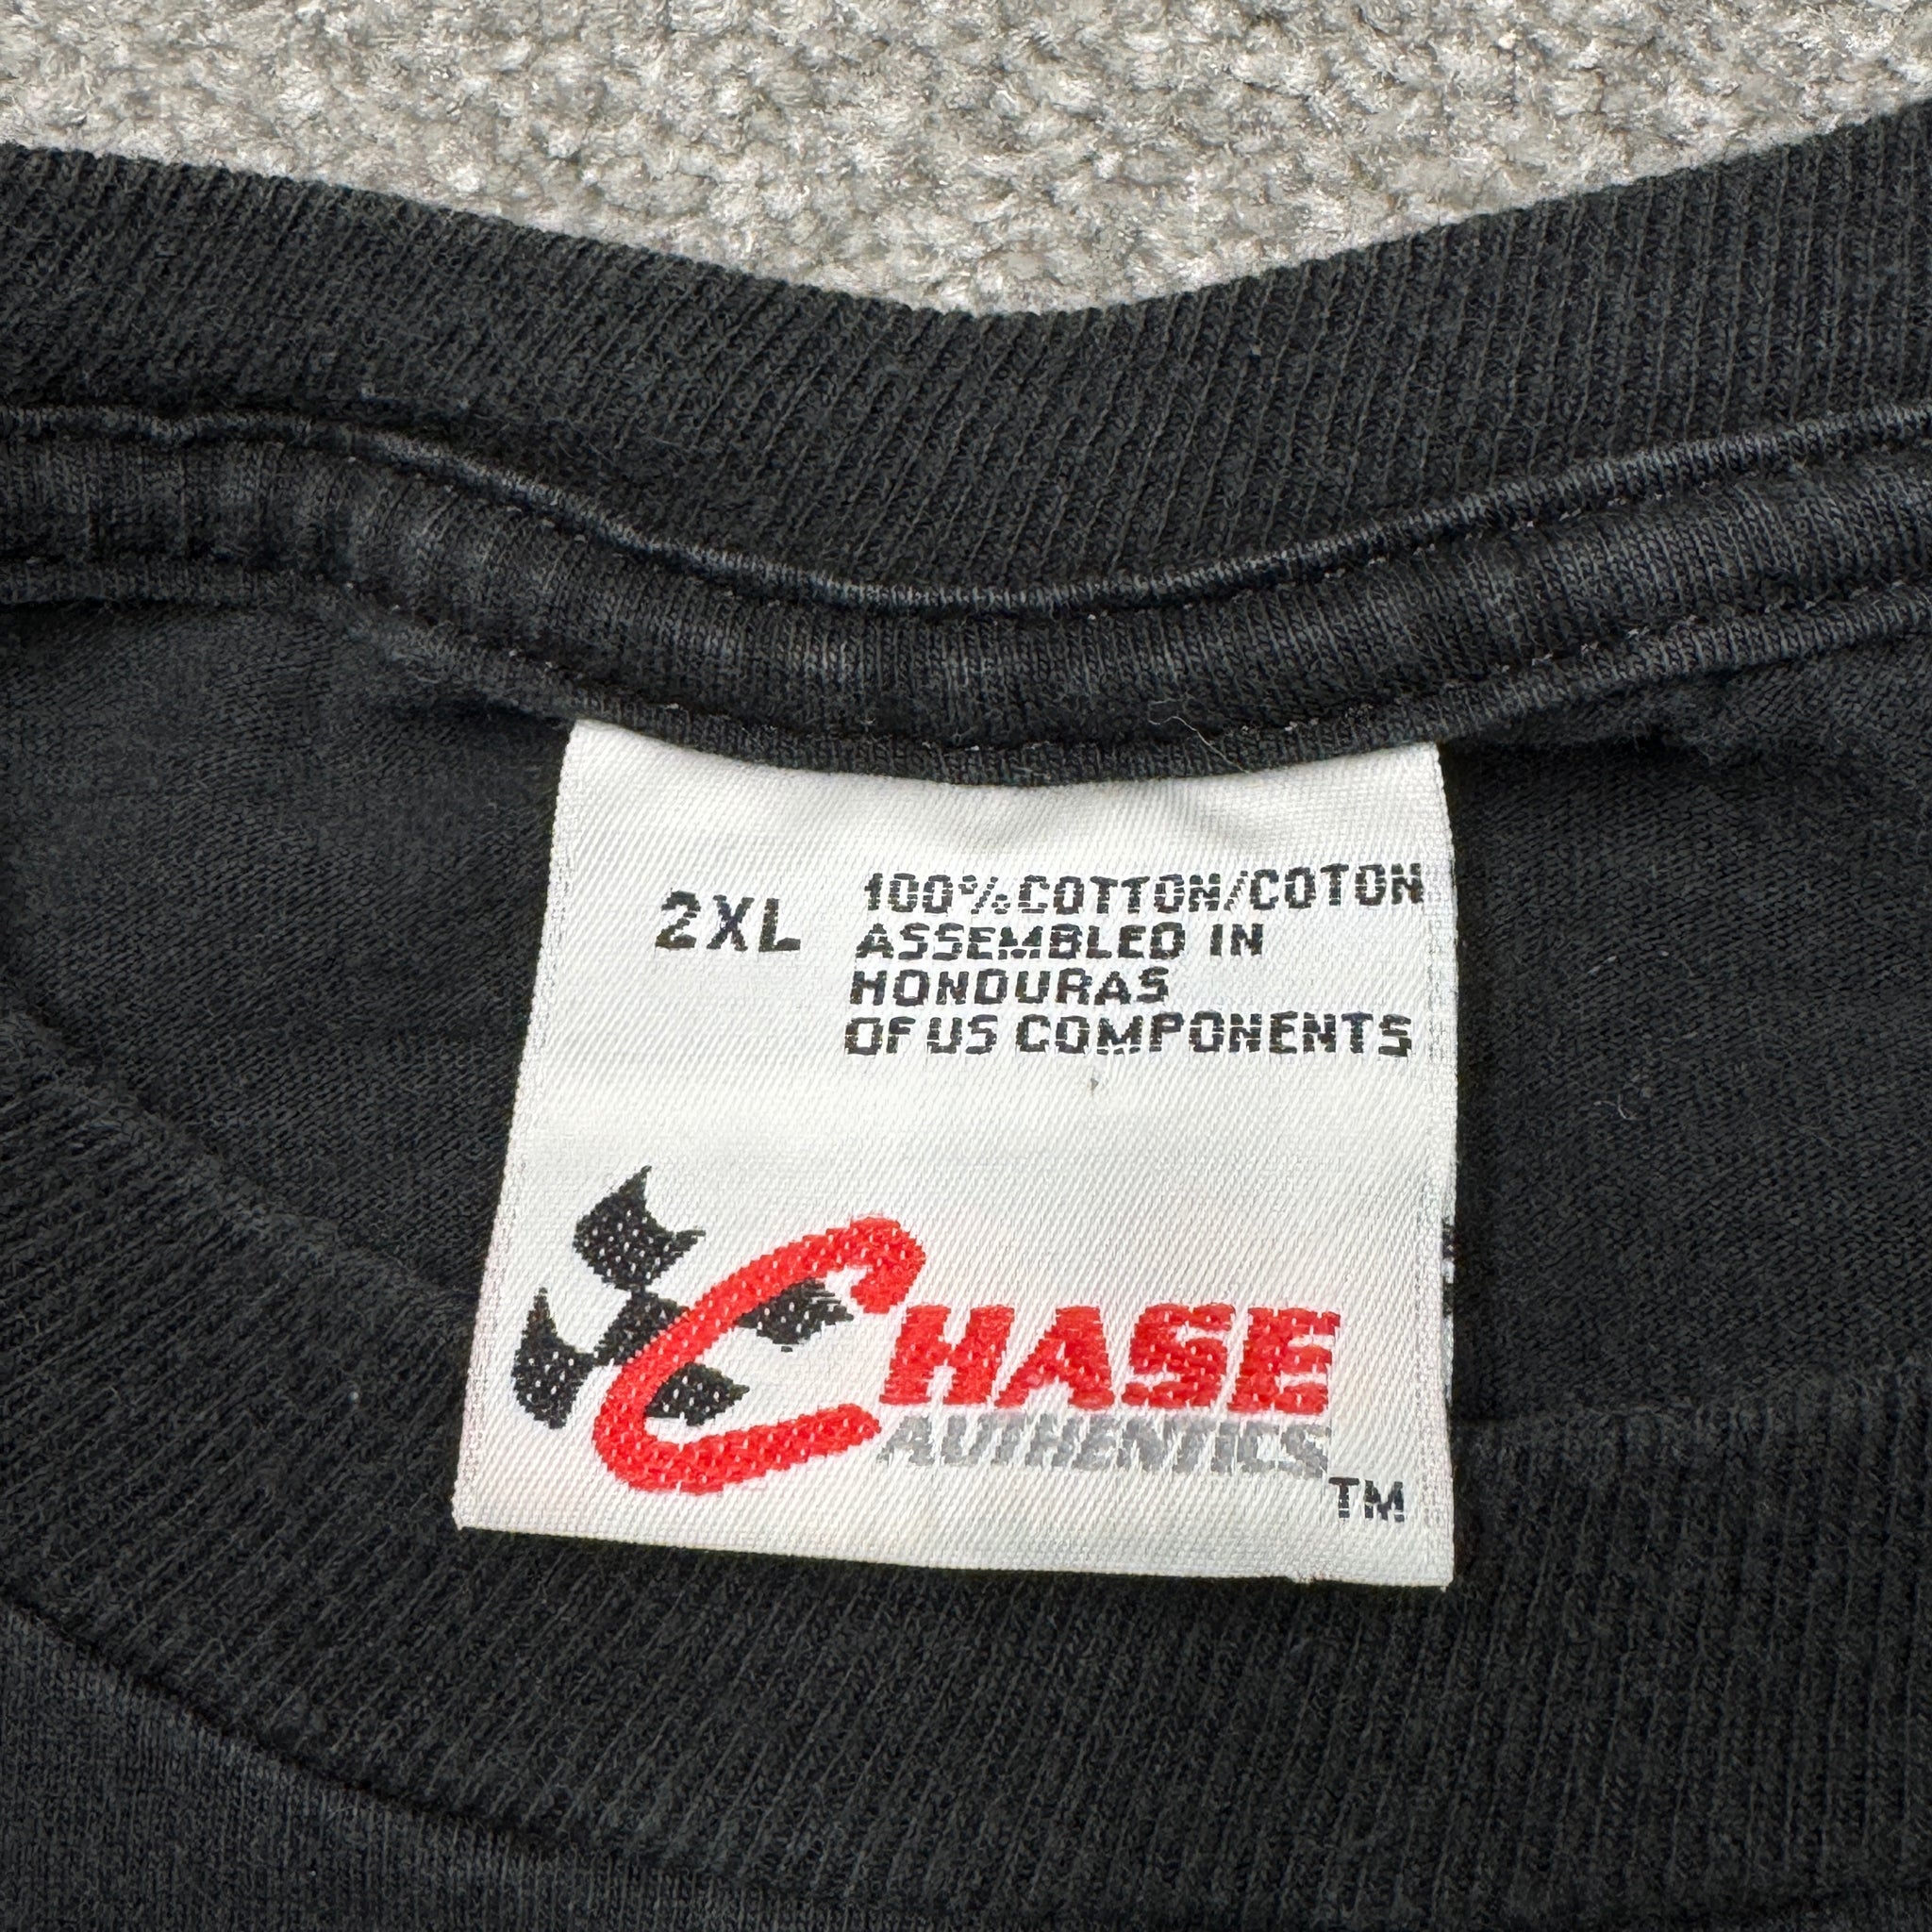 2XL
100%COTTON/COTON
ASSEMBLED IN
HONDURAS
OF US COMPONENTS
CHASE
AUTHENTICS
TM